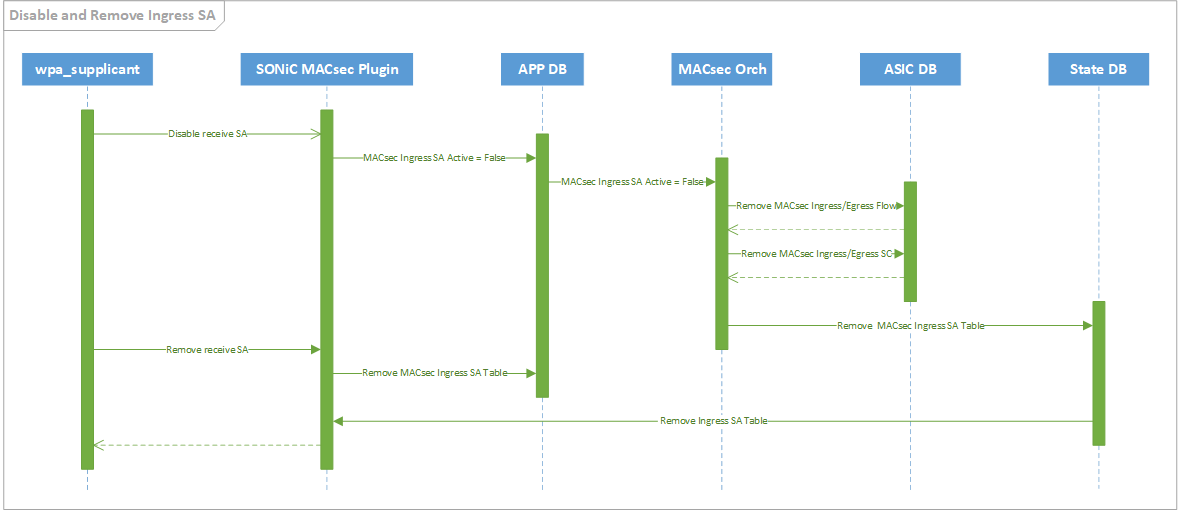 Disable and Remove Ingress SA
wpa_supplicant
SONiC MACsec Plugin
APP DB
MACsec Orch
ASIC DB
State DB
Disable receive SA
MACsec Ingress SA Active = False
MACsec Ingress SA Active = False
Remove MACsec Ingress/Egress Flow
Remove MACsec Ingress/Egress SC
Remove  MACsec Ingress SA Table
Remove receive SA
Remove MACsec Ingress SA Table
Remove Ingress SA Table